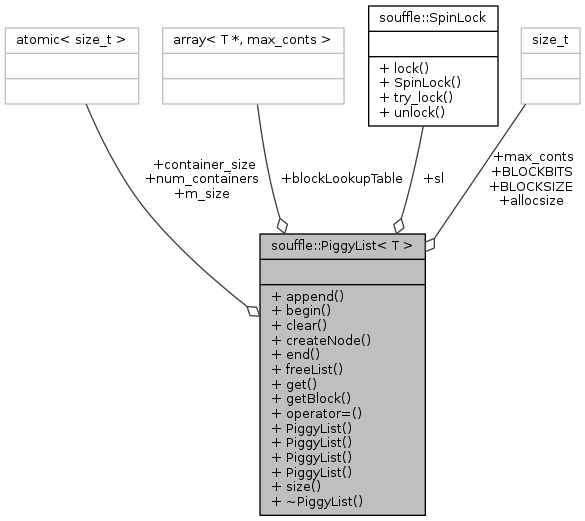 souffle::SpinLock
+ lock()
+ SpinLock()
+ try_lock()
+ unlock()
atomic< size_t >
array< T *, max_conts >
size_t
+container_size
+num_containers
+m_size
+blockLookupTable
+sl
+max_conts
+BLOCKBITS
+BLOCKSIZE
+allocsize
souffle::PiggyList< T >
+ append()
+ begin()
+ clear()
+ createNode()
+ end()
+ freeList()
+ get()
+ getBlock()
+ operator=()
+ PiggyList()
+ PiggyList()
+ PiggyList()
+ PiggyList()
+ size()
+ ~PiggyList()